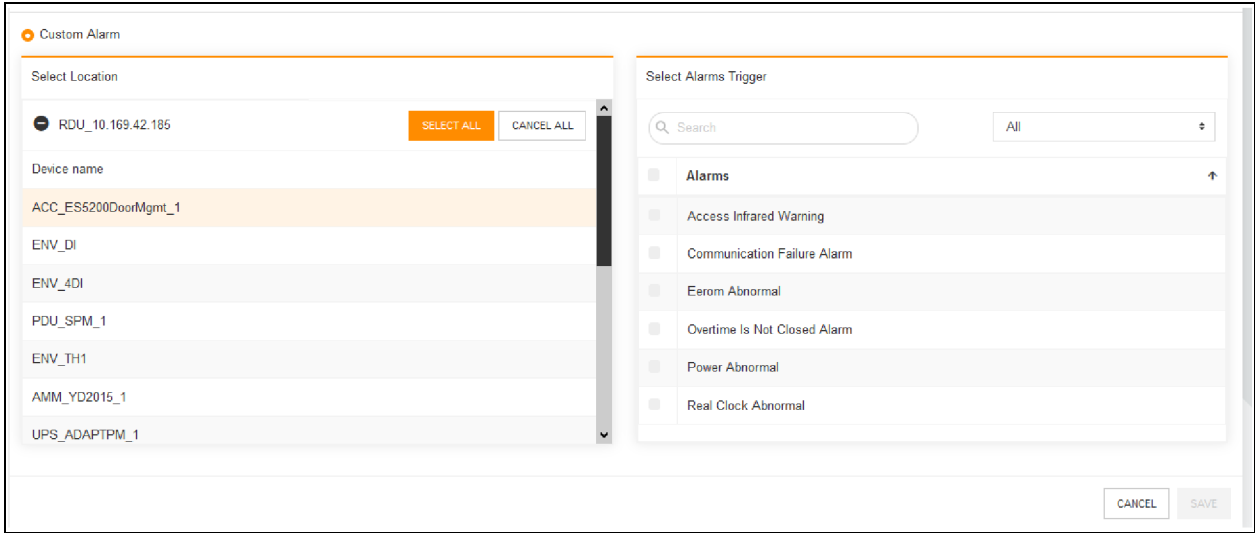 Custom Alarm
Select Location
RDU_10.169.42.185
SELECT ALL
CANCEL ALL
Device name
ACC_ES5200DoorMgmt_1
ENV_DI
ENV_4DI
PDU_SPM_1
ENV_TH1
AMM_YD2015_1
UPS_ADAPTPM_1
Select Alarms Trigger
Search
All
Alarms
Access Infrared Warning
Communication Failure Alarm
Eerom Abnormal
Overtime Is Not Closed Alarm
Power Abnormal
Real Clock Abnormal
CANCEL
SAVE